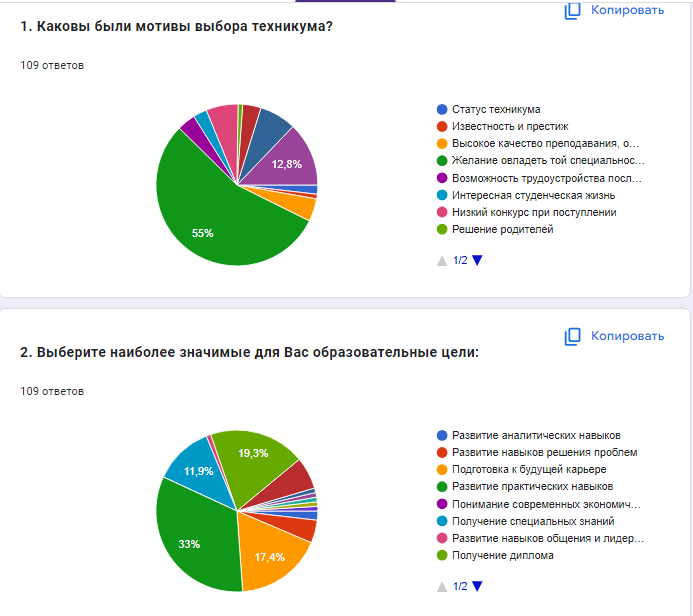 Копировать
1. Каковы были мотивы выбора техникума?
109 ответов
Статус техникума
Известность и престиж
Высокое качество преподавания, о...
Желание овладеть той специальнос...
Возможность трудоустройства посл...
Интересная студенческая жизнь
Низкий конкурс при поступлении
Решение родителей
12,8%
55%
1/2
Копировать
2. Выберите наиболее значимые для Вас образовательные цели:
109 ответов
Развитие аналитических навыков
Развитие навыков решения проблем
Подготовка к будущей карьере
Развитие практических навыков
Понимание современных экономич...
Получение специальных знаний
Развитие навыков общения и лидер...
Получение диплома
19,3%
11,9%
33%
17,4%
1/2